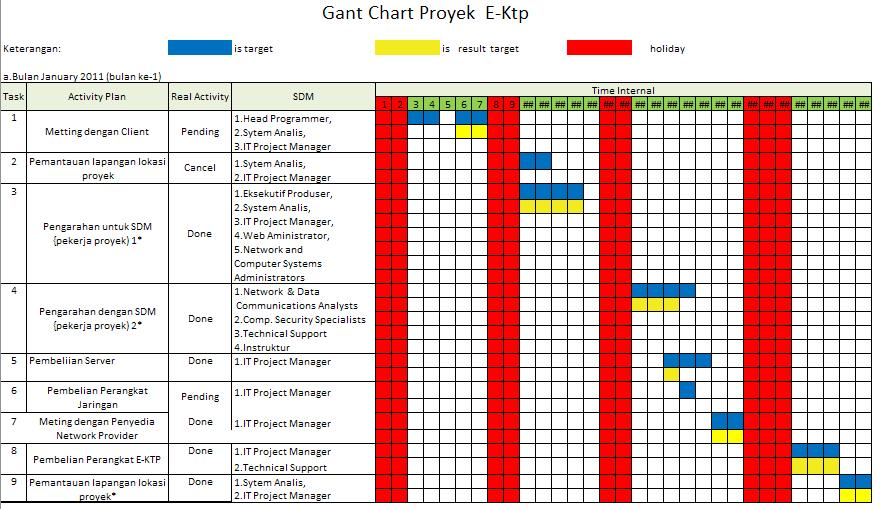 Gant Chart Proyek E-Ktp
Keterangan: is target is result target holiday
a.Bulan January 2011 (bulan ke-1)
Task Activity Plan Real Activity SDM Time Internal
1 2 3 4 5 6 7 8 9 ## ## ## ## ## ## ## ## ## ## ## ## ## ## ## ## ## ## ## ## ## ##
1 Metting dengan Client Pending 1.Head Programmer,
2.Sytem Analis,
3.IT Project Manager
2 Pemantauan lapangan lokasi proyek Cancel 1.Sytem Analis,
2.IT Project Manager
3 Pengarahan untuk SDM (pekerja proyek) 1* Done 1.Eksekutif Produser,
2.System Analis,
3.IT Project Manager,
4.Web Aministrator,
5.Network and
Computer Systems
Administrators
4 Pengarahan dengan SDM (pekerja proyek) 2* Done 1.Network & Data
Communications Analysts
2.Comp. Security Specialists
3.Technical Support
4.Instruktur
5 Pembeliian Server Done 1.IT Project Manager
6 Pembelian Perangkat Jaringan Pending 1.IT Project Manager
7 Meting dengan Penyedia Network Provider Done 1.IT Project Manager
8 Pembelian Perangkat E-KTP Done 1.IT Project Manager
2.Technical Support
9 Pemantauan lapangan lokasi proyek* Done 1.Sytem Analis,
2.IT Project Manager